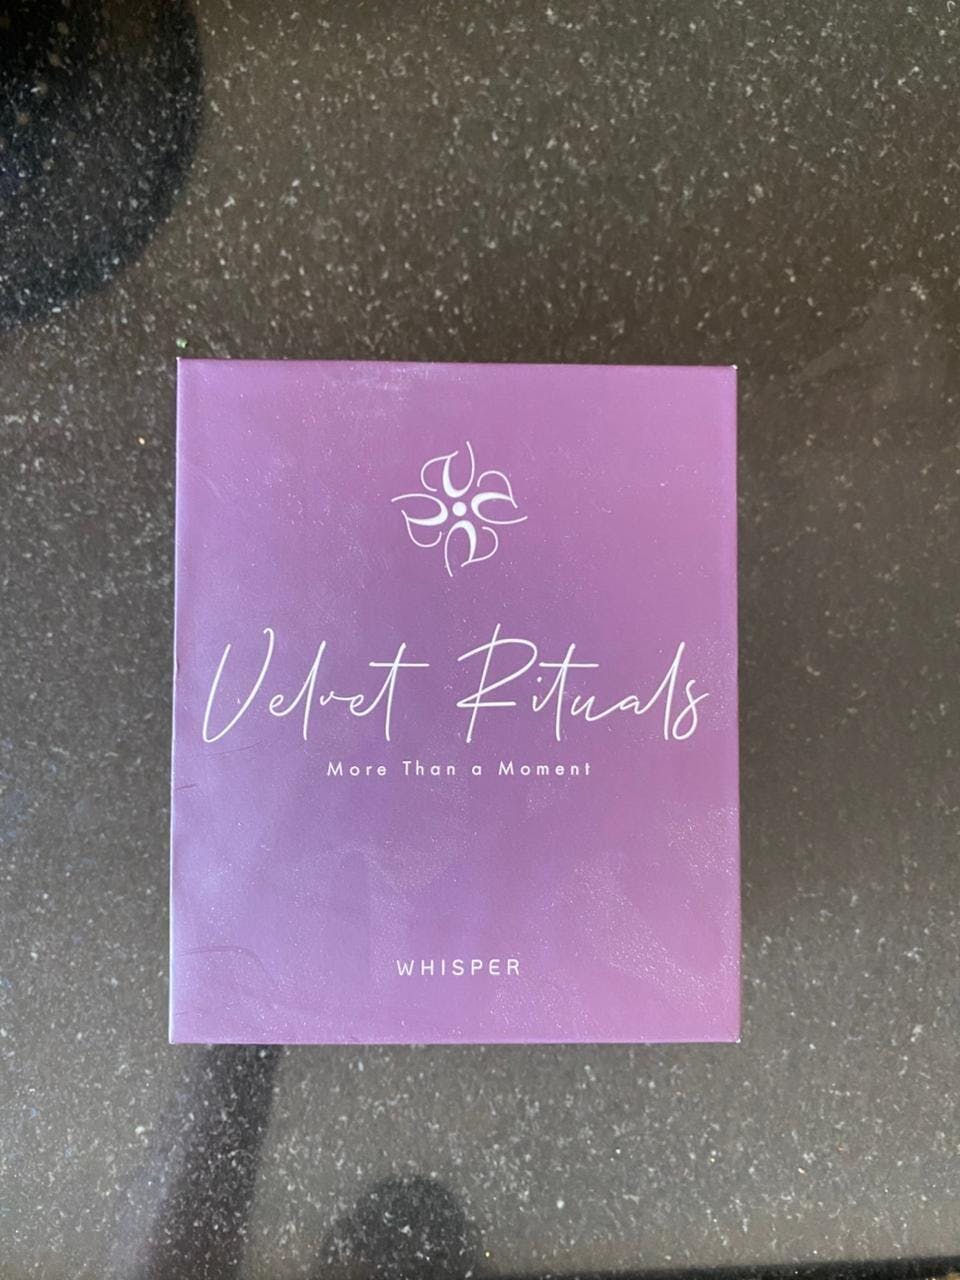 Velvet Rituals
More Than a Moment
WHISPER